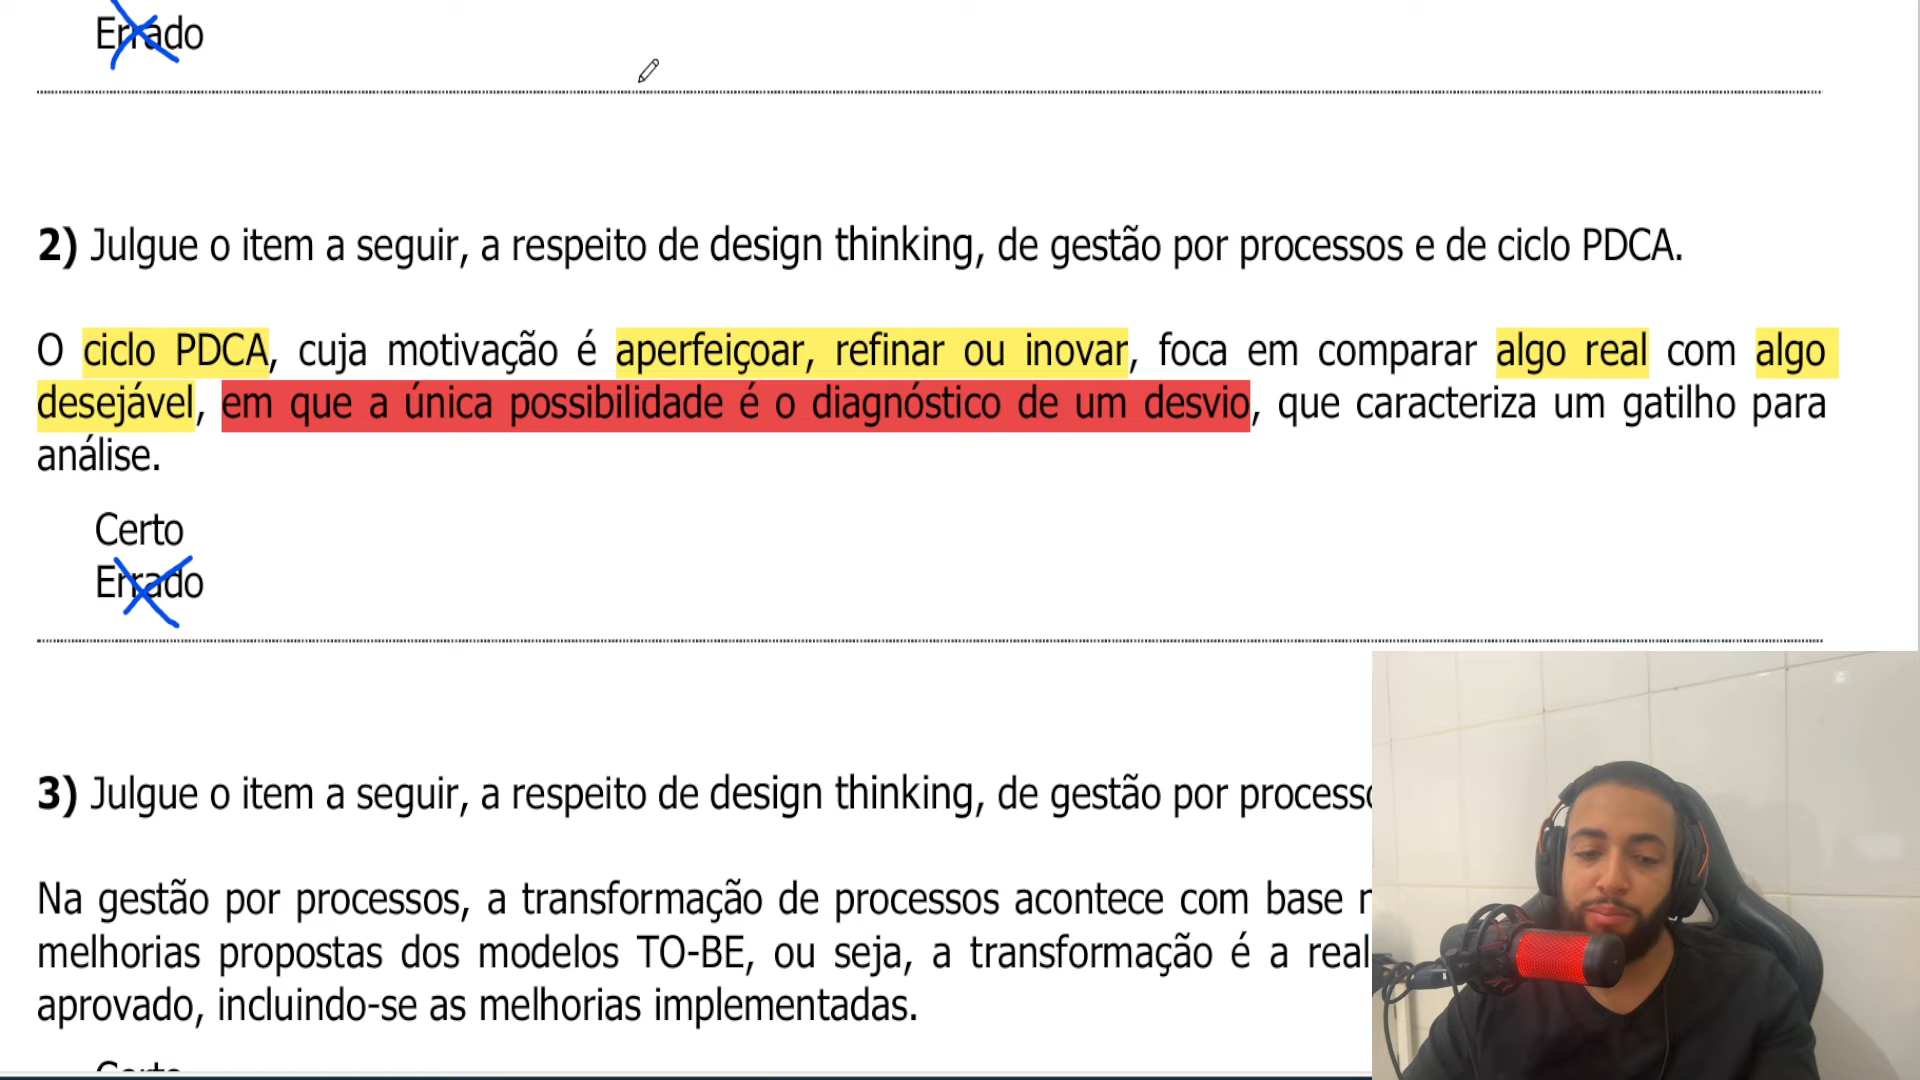 Errado
2) Julgue o item a seguir, a respeito de design thinking, de gestão por processos e de ciclo PDCA.
O ciclo PDCA, cuja motivação é aperfeiçoar, refinar ou inovar, foca em comparar algo real com algo
desejável, em que a única possibilidade é o diagnóstico de um desvio, que caracteriza um gatilho para
análise.
Certo
Errado
3) Julgue o item a seguir, a respeito de design thinking, de gestão por
Na gestão por processos, a transformação de processos acontece com base
melhorias propostas dos modelos TO-BE, ou seja, a transformação é a
aprovado, incluindo-se as melhorias implementadas.